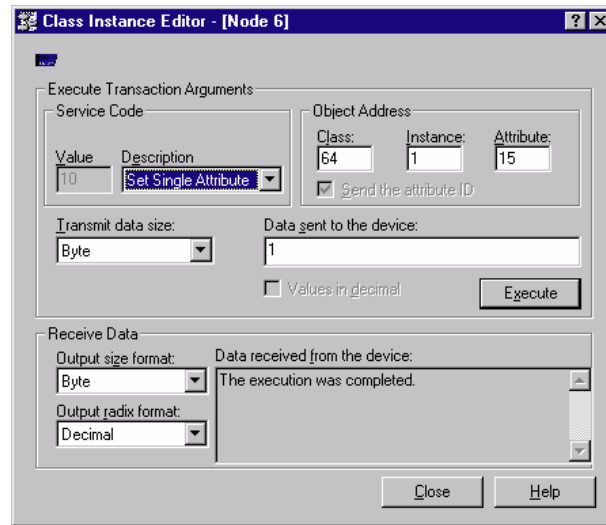 Class Instance Editor - [Node 6]
Execute Transaction Arguments
Service Code
Object Address
Value Description
10 Set Single Attribute
Class: Instance: Attribute:
64 1 15
Send the attribute ID
Transmit data size: Data sent to the device:
Byte 1
Values in decimal
Execute
Receive Data
Output size format: Data received from the device:
Byte The execution was completed.
Output radix format:
Decimal
Close Help